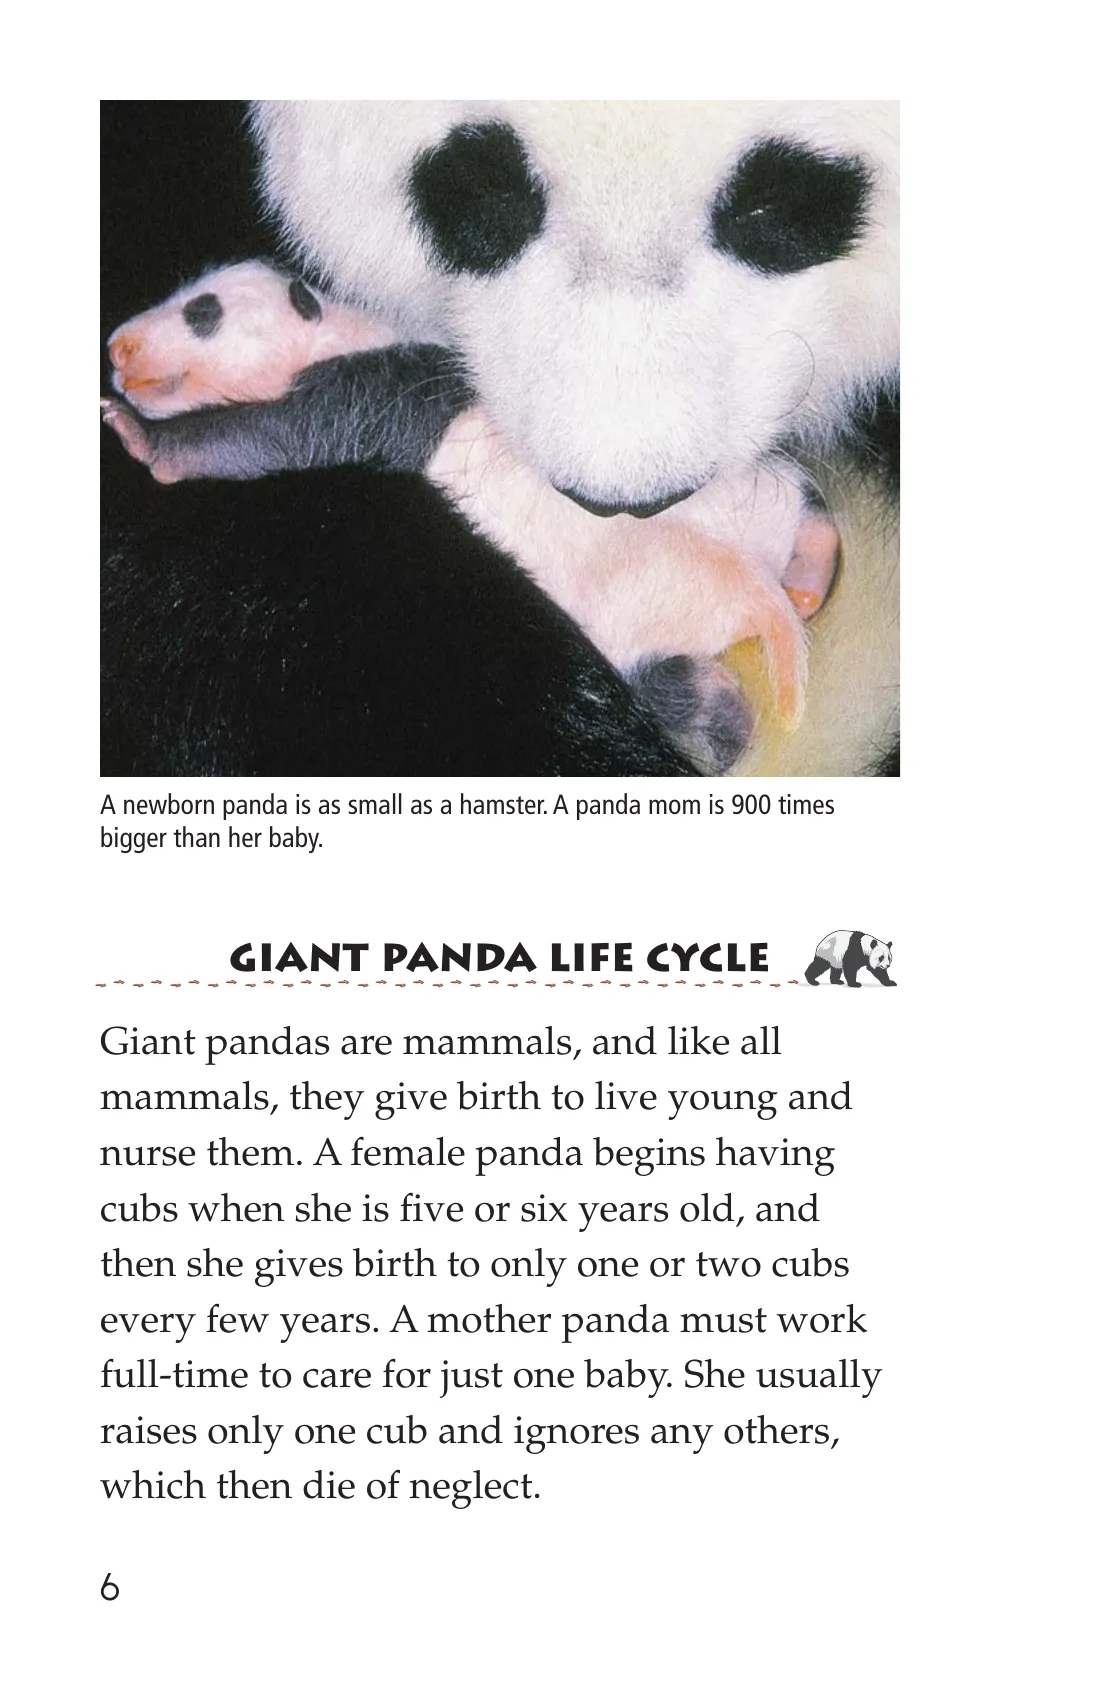 A newborn panda is as small as a hamster. A panda mom is 900 times
bigger than her baby.
GIANT PANDA LIFE CYCLE
Giant pandas are mammals, and like all
mammals, they give birth to live young and
nurse them. A female panda begins having
cubs when she is five or six years old, and
then she gives birth to only one or two cubs
every few years. A mother panda must work
full-time to care for just one baby. She usually
raises only one cub and ignores any others,
which then die of neglect.
6